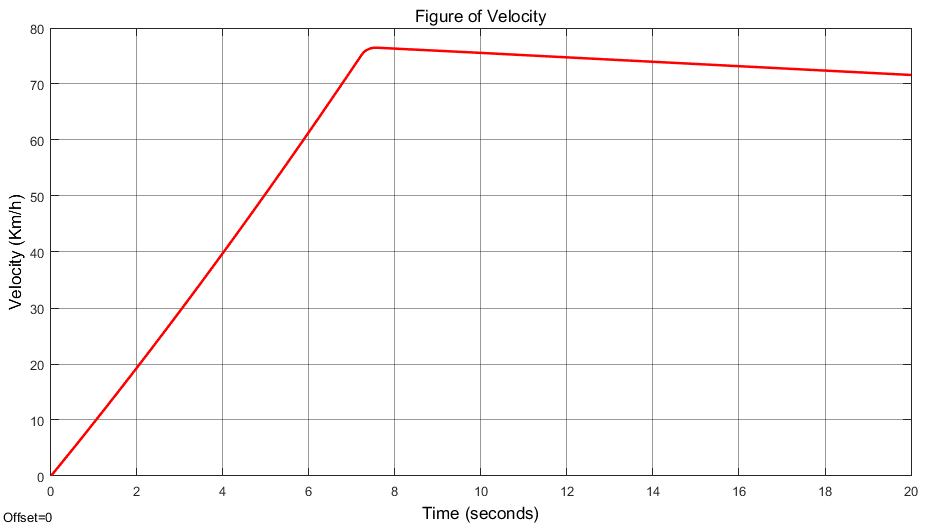 Figure of Velocity
80
70
60
50
40
30
20
10
0
Velocity (Km/h)
0 2 4 6 8 10 12 14 16 18 20
Time (seconds)
Offset=0